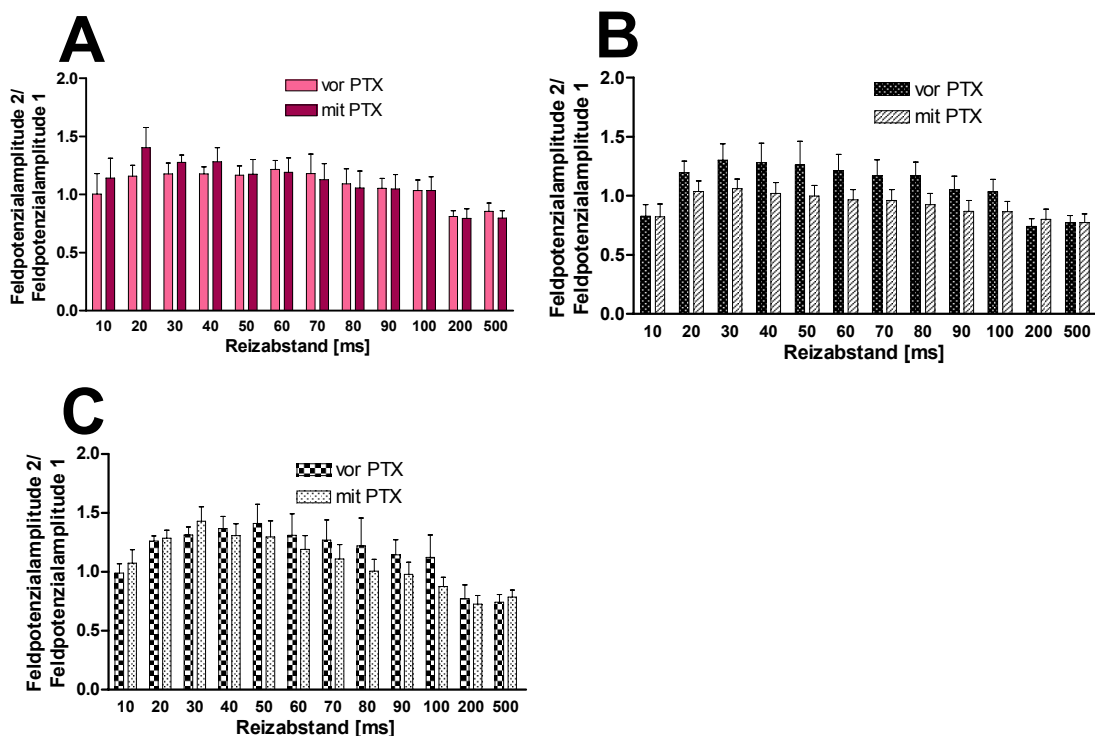 A
Feldpotenzialamplitude 2/
Feldpotenzialamplitude 1
2.0
1.5
1.0
0.5
0.0
vor PTX
mit PTX
10 20 30 40 50 60 70 80 90 100 200 500
Reizabstand [ms]
B
Feldpotenzialamplitude 2/
Feldpotenzialamplitude 1
2.0
1.5
1.0
0.5
0.0
vor PTX
mit PTX
10 20 30 40 50 60 70 80 90 100 200 500
Reizabstand [ms]
C
Feldpotenzialamplitude 2/
Feldpotenzialamplitude 1
2.0
1.5
1.0
0.5
0.0
vor PTX
mit PTX
10 20 30 40 50 60 70 80 90 100 200 500
Reizabstand [ms]